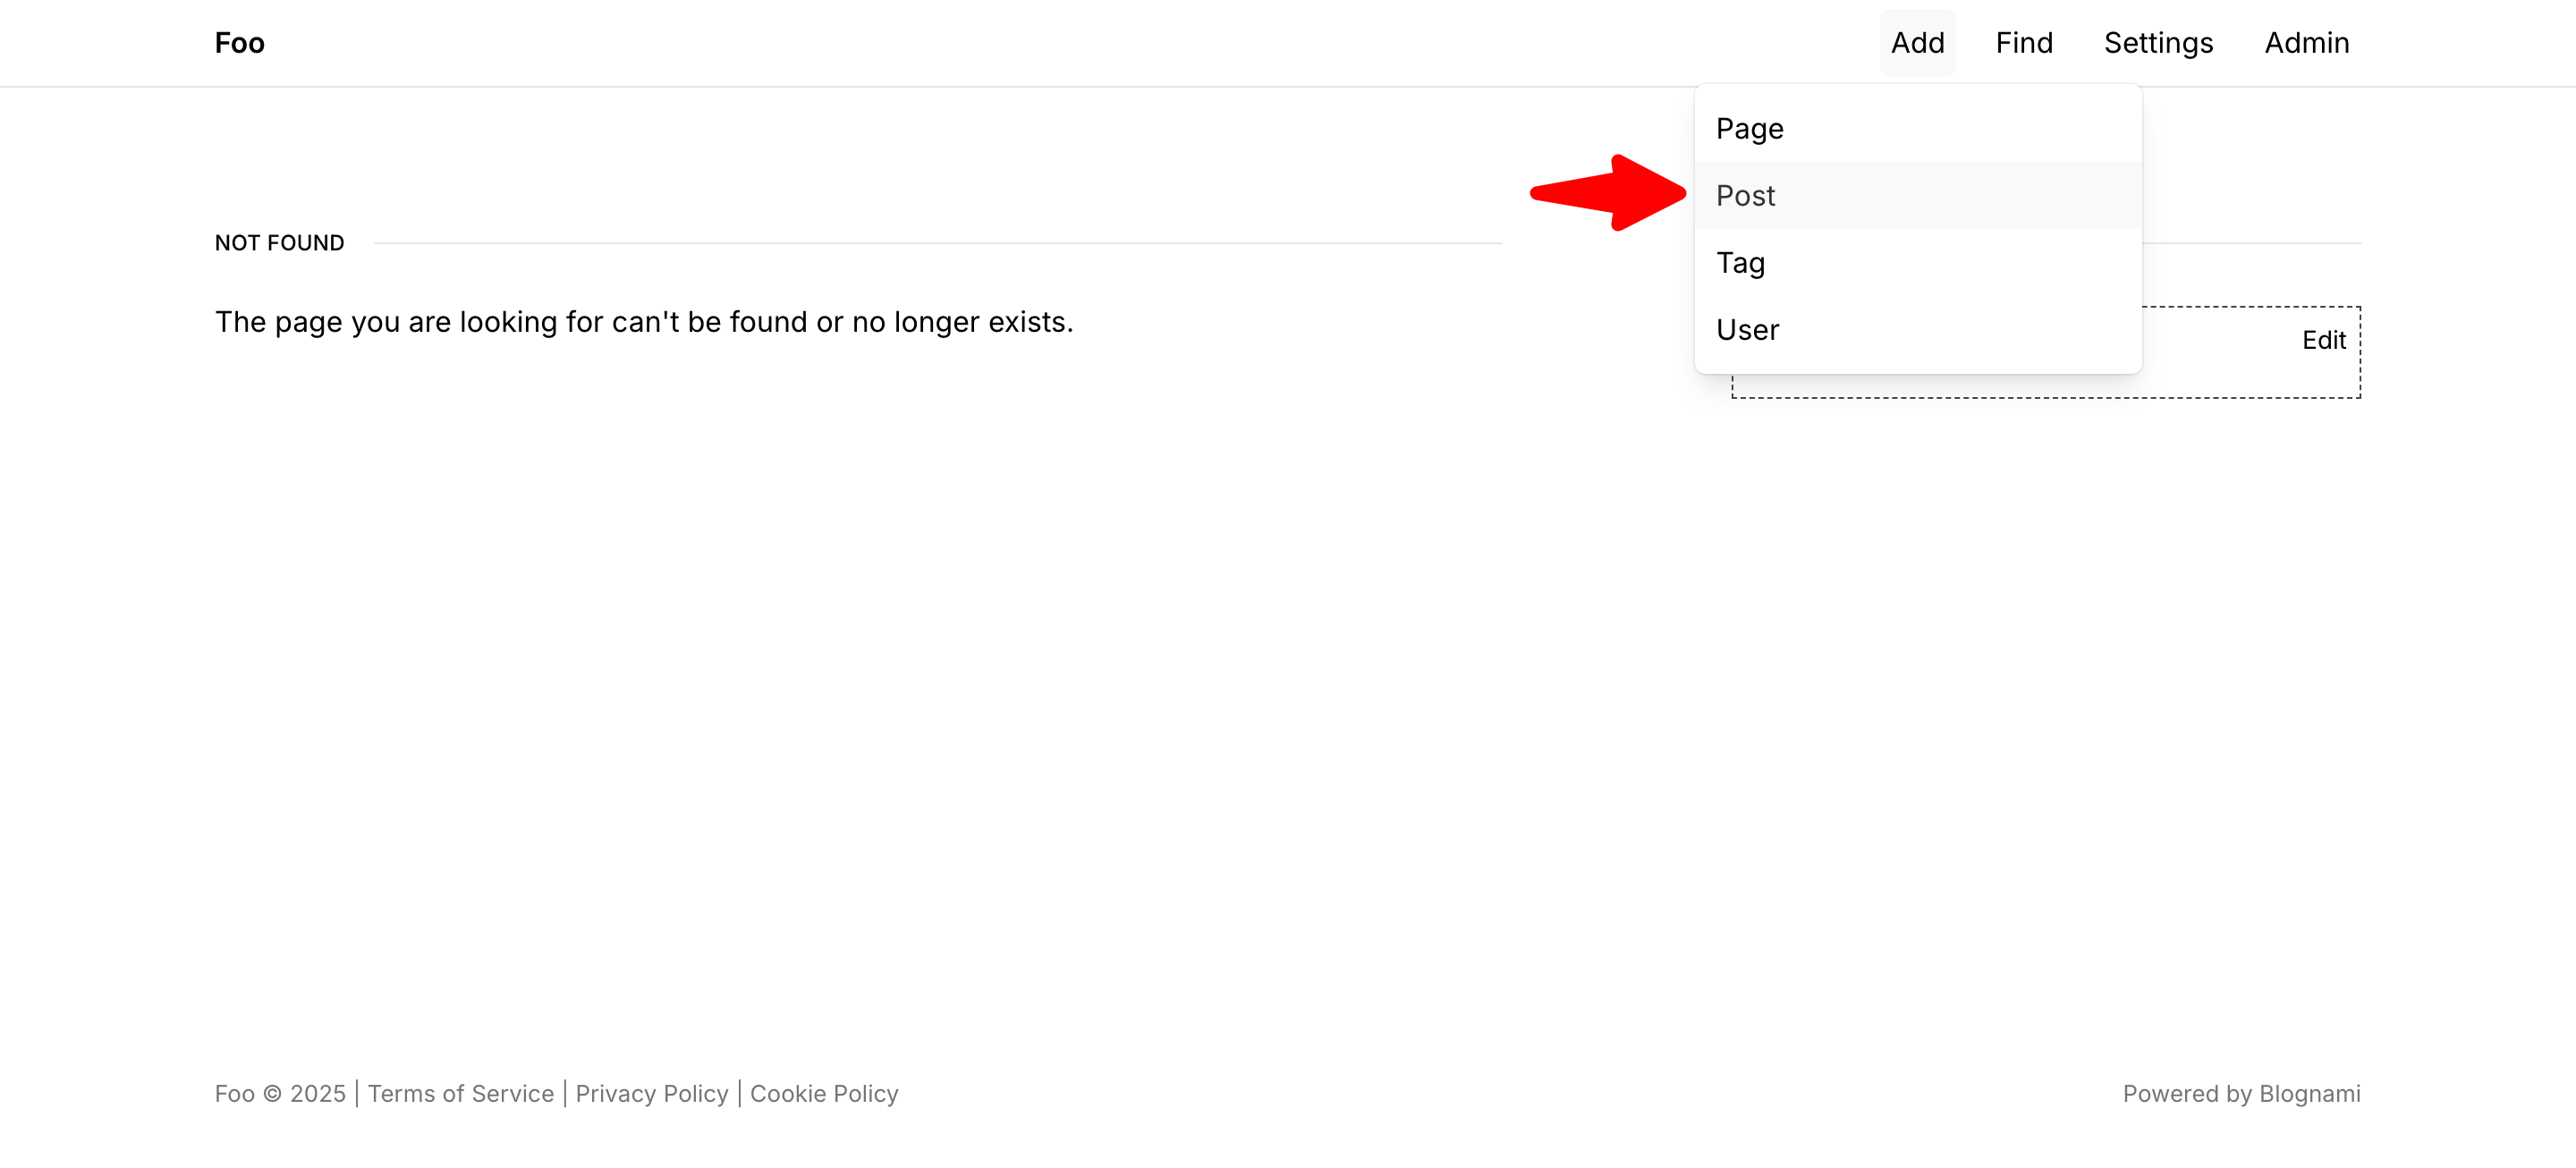 Foo
Add Find Settings Admin
Page
Post
Tag
User
NOT FOUND
The page you are looking for can't be found or no longer exists.
Edit
Foo © 2025 | Terms of Service | Privacy Policy | Cookie Policy
Powered by Blognami